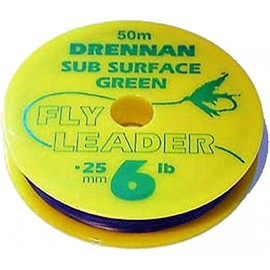 50m
DRENNAN
SUB SURFACE
GREEN
FLY
LEADER
.25 mm 6 lb